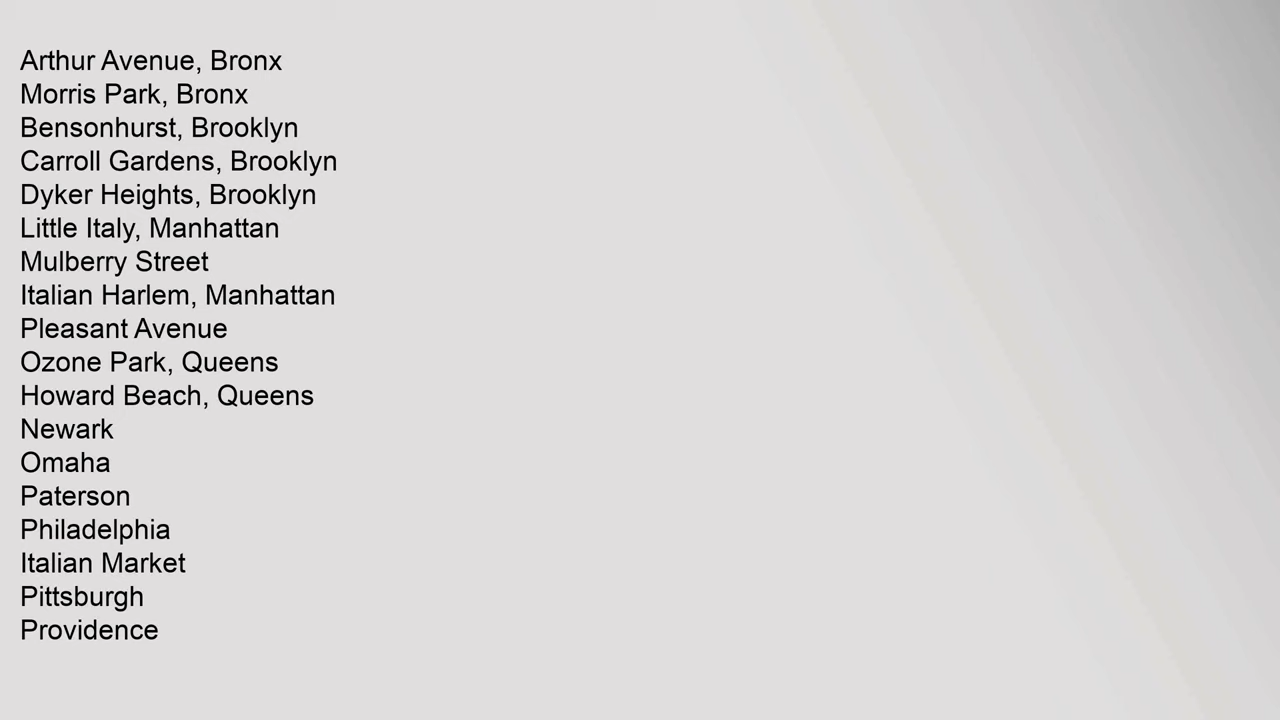 Arthur Avenue, Bronx
Morris Park, Bronx
Bensonhurst, Brooklyn
Carroll Gardens, Brooklyn
Dyker Heights, Brooklyn
Little Italy, Manhattan
Mulberry Street
Italian Harlem, Manhattan
Pleasant Avenue
Ozone Park, Queens
Howard Beach, Queens
Newark
Omaha
Paterson
Philadelphia
Italian Market
Pittsburgh
Providence